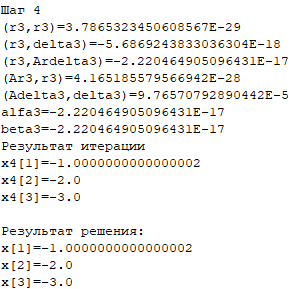 Шаг 4
(r3,r3)=3.7865323450608567E-29
(r3,delta3)=-5.6869243833036304E-18
(r3,Ardelta3)=-2.220464905096431E-17
(Ar3,r3)=4.165185579566942E-28
(Adelta3,delta3)=9.76570792890442E-5
alfa3=-2.220464905096431E-17
beta3=-2.220464905096431E-17
Результат итерации
x4[1]=-1.0000000000000002
x4[2]=-2.0
x4[3]=-3.0
Результат решения:
x[1]=-1.0000000000000002
x[2]=-2.0
x[3]=-3.0